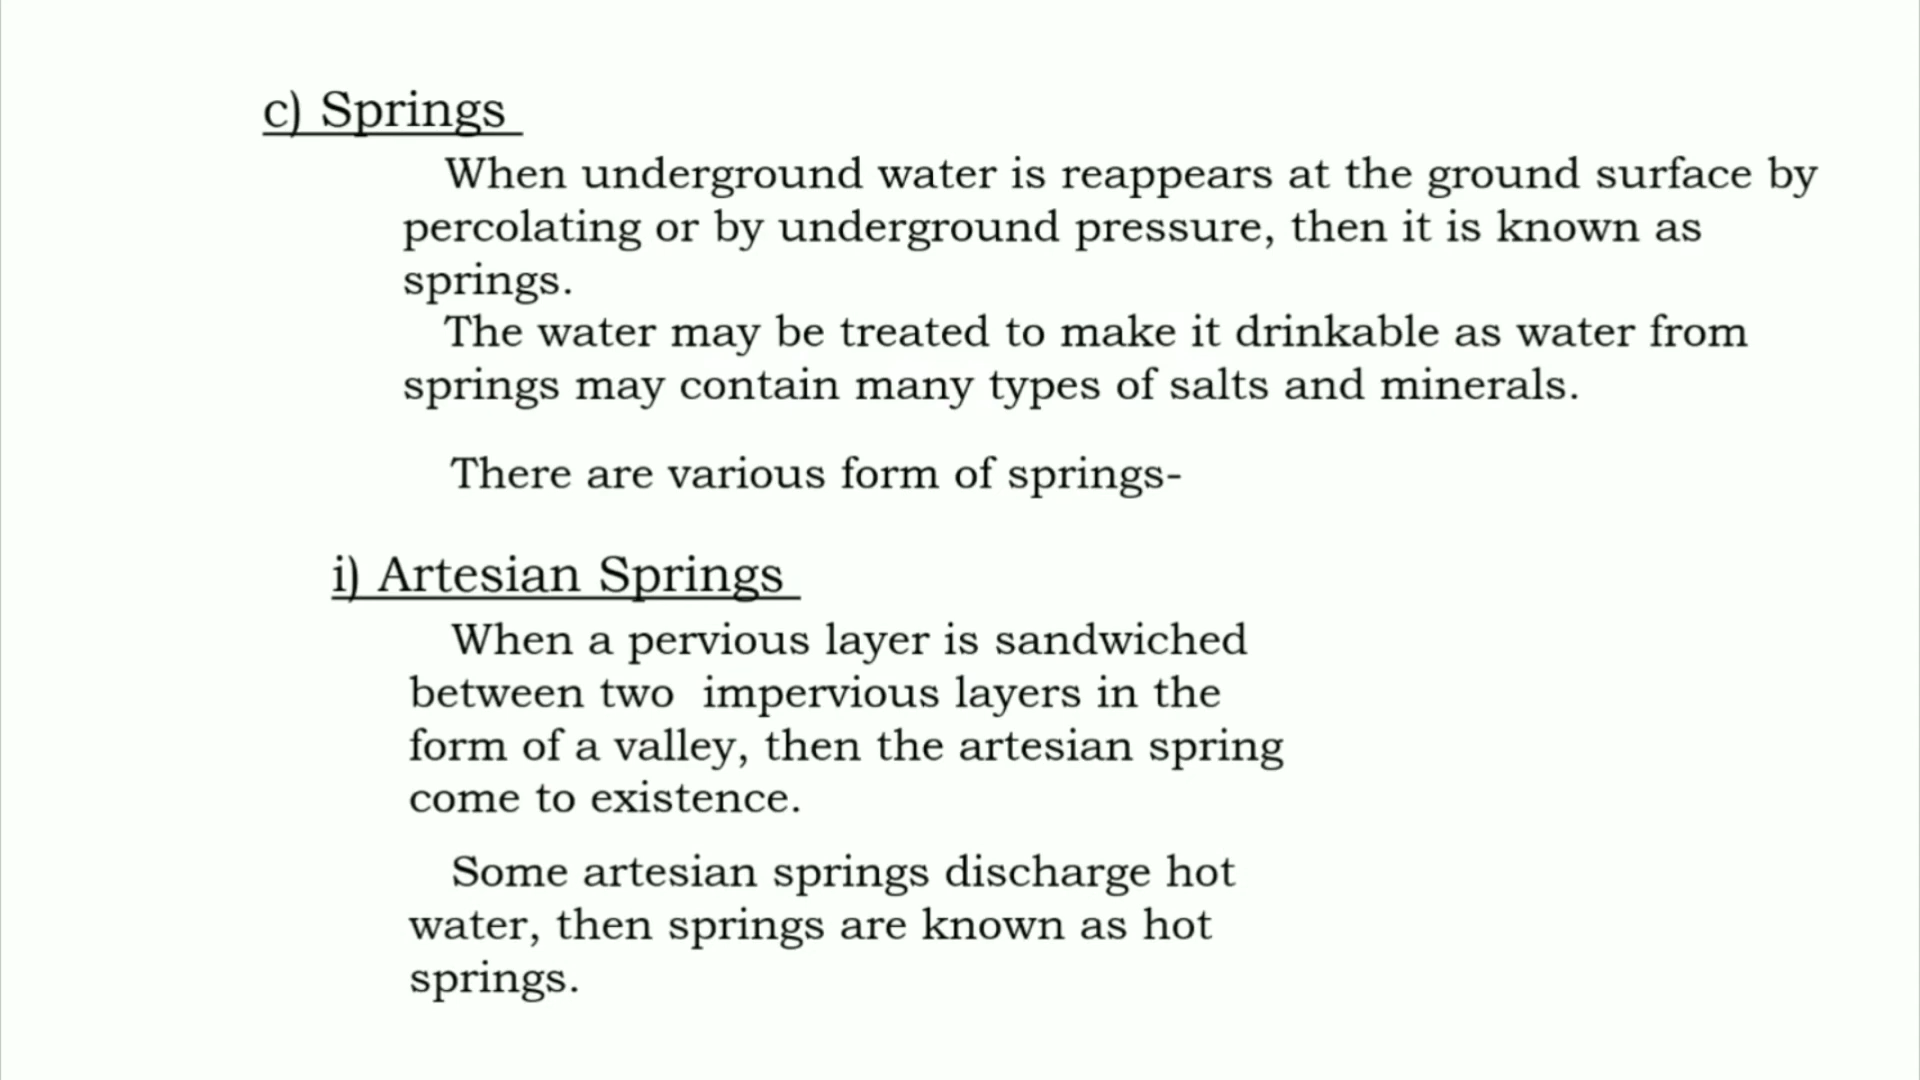 c) Springs
When underground water is reappears at the ground surface by
percolating or by underground pressure, then it is known as
springs.
The water may be treated to make it drinkable as water from
springs may contain many types of salts and minerals.
There are various form of springs-
i) Artesian Springs
When a pervious layer is sandwiched
between two  impervious layers in the
form of a valley, then the artesian spring
come to existence.
Some artesian springs discharge hot
water, then springs are known as hot
springs.